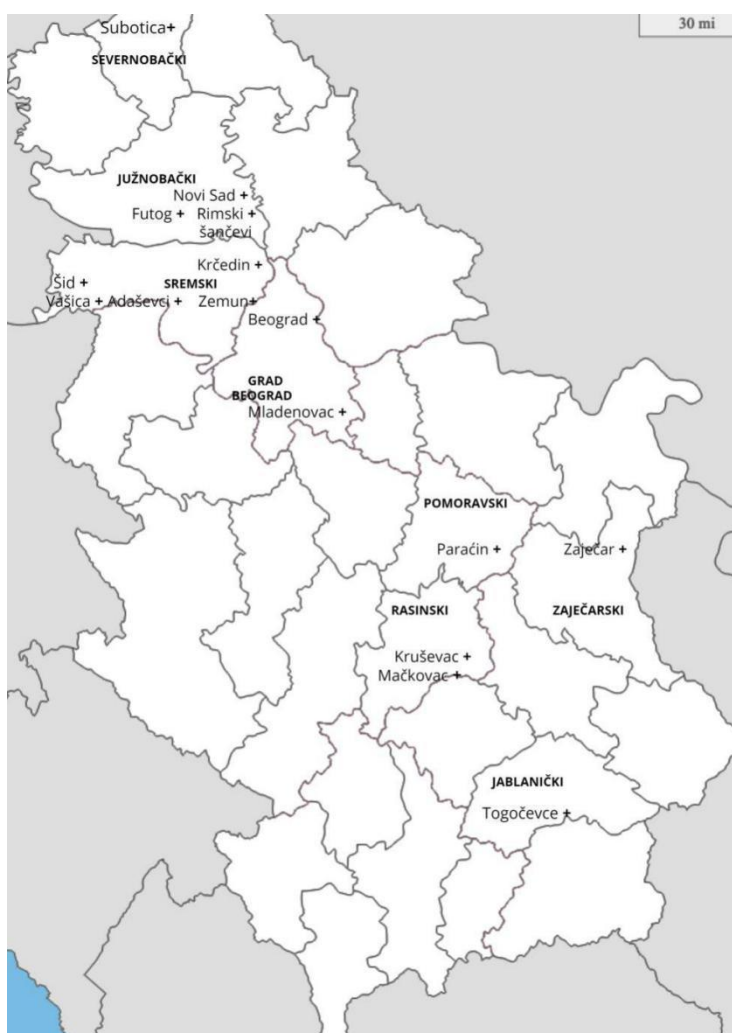 30 mi
Subotica+
SEVERNOBAČKI
JUŽNOBAČKI
Novi Sad +
Futog +
Rimski +
šančevi
Krčedin +
Šid +
SREMSKI
Vašica +
Adaševci +
Zemun+
Beograd +
GRAD
BEOGRAD
Mladenovac +
POMORAVSKI
Paraćin +
Zaječar +
RASINSKI
ZAJEČARSKI
Kruševac +
Mačkovac +
JABLANIČKI
Togočevce +